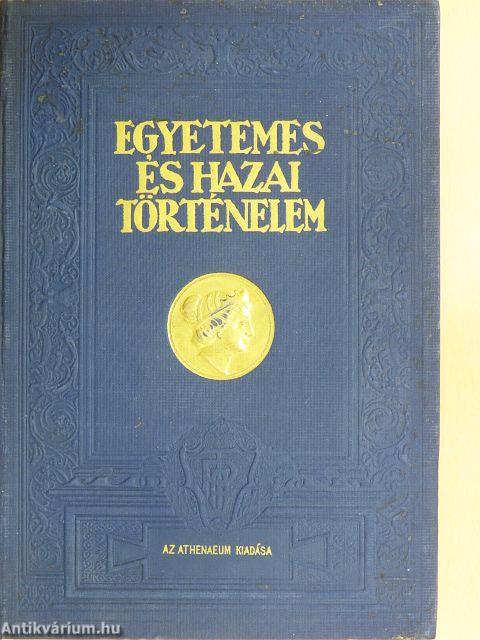 EGYETEMES
ÉS HAZAI
TÖRTÉNELEM
AZ ATHENAEUM KIADÁSA
Antikvárium.hu